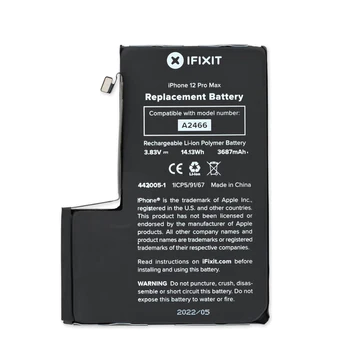 IFIXIT
iPhone 12 Pro Max
Replacement Battery
Compatible with model number:
A2466
Rechargeable Li-ion Polymer Battery
3.83V ⎓ 14.13Wh 3687mAh
CE Li-ion
442005-1 1ICP5/91/67 Made in China
iPhone® is the trademark of Apple Inc.,
registered in the U.S. and other countries.
This product has not been licensed or
endorsed by the manufacturer of Apple
products. All other company names and
product names are registered/trademarks
of their respective companies.
Read instructions on iFixit.com before
installing and using this battery.
WARNING Do not puncture, crush, disas-
semble or short circuit this battery. Do not
expose this battery to water or fire.
2022/05